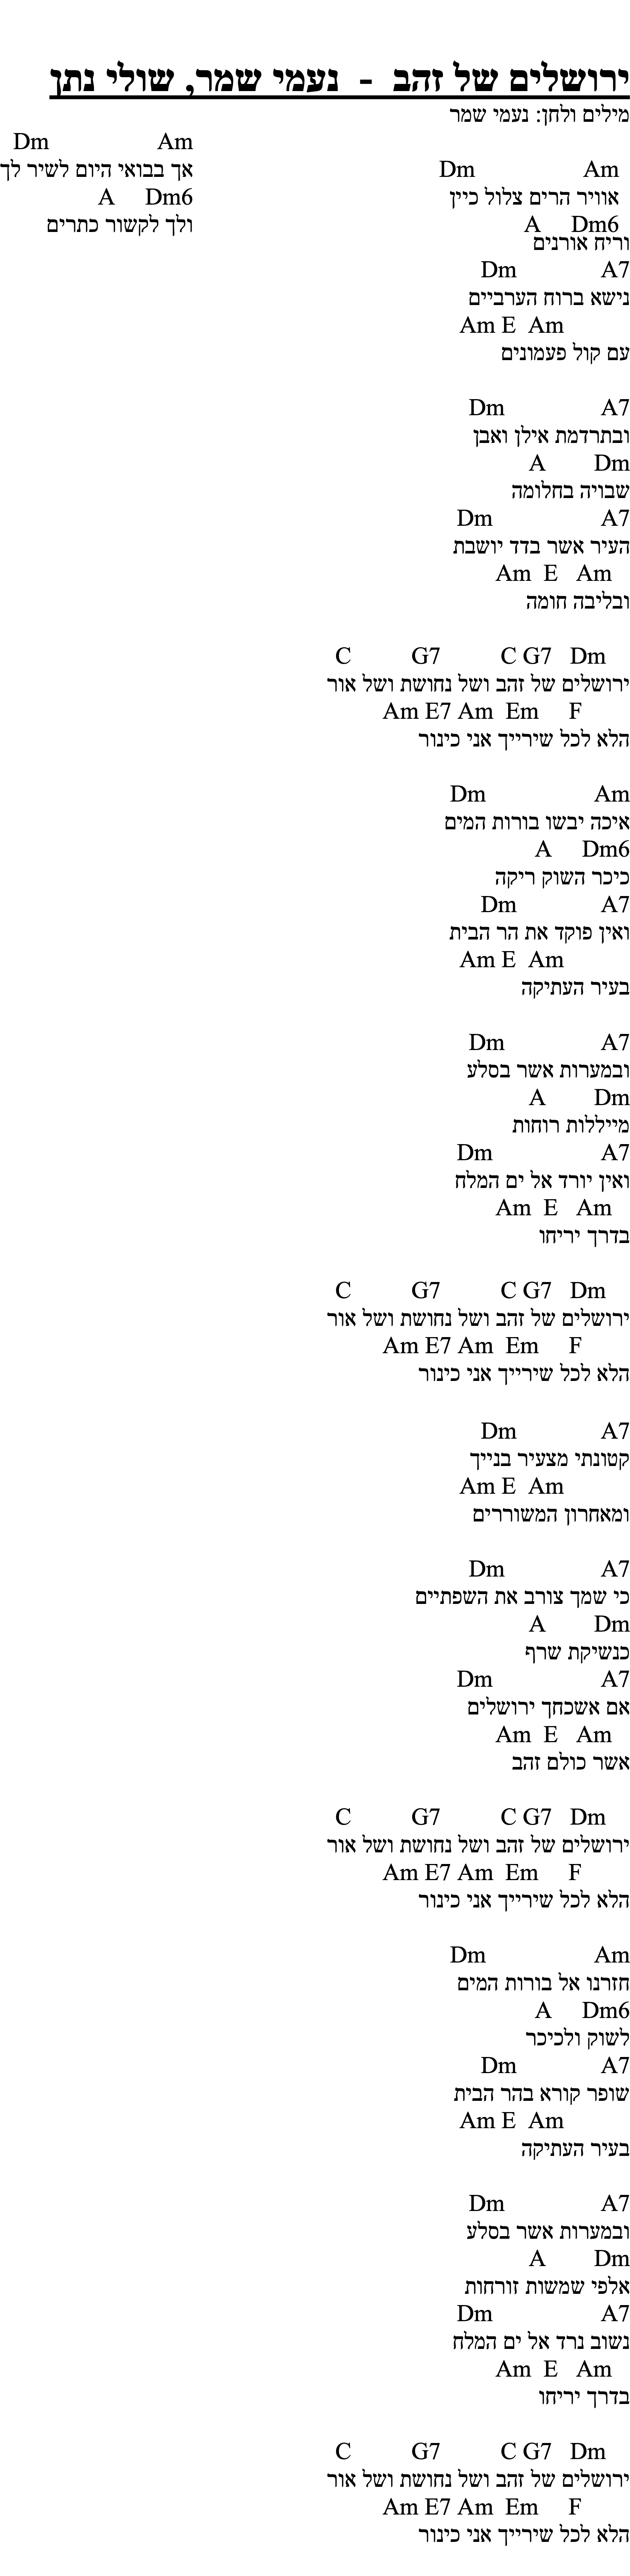 ירושלים של זהב - נעמי שמר, שולי נתן
מילים ולחן: נעמי שמר
Dm Am
אוויר הרים צלול כיין
A Dm6
וריח אורנים
Dm A7
נישא ברוח הערביים
Am E Am
עם קול פעמונים
Dm A7
ובתרדמת אילן ואבן
A Dm
שבויה בחלומה
Dm A7
העיר אשר בדד יושבת
Am E Am
ובליבה חומה
C G7 C G7 Dm
ירושלים של זהב ושל נחושת ושל אור
Am E7 Am Em F
הלא לכל שירייך אני כינור
Dm Am
איכה יבשו בורות המים
A Dm6
כיכר השוק ריקה
Dm A7
ואין פוקד את הר הבית
Am E Am
בעיר העתיקה
Dm A7
ובמערות אשר בסלע
A Dm
מייללות רוחות
Dm A7
ואין יורד אל ים המלח
Am E Am
בדרך יריחו
C G7 C G7 Dm
ירושלים של זהב ושל נחושת ושל אור
Am E7 Am Em F
הלא לכל שירייך אני כינור
Dm A7
קטונתי מצעיר בנייך
Am E Am
ומאחרון המשוררים
Dm A7
כי שמך צורב את השפתיים
A Dm
כנשיקת שרף
Dm A7
אם אשכחך ירושלים
Am E Am
אשר כולם זהב
C G7 C G7 Dm
ירושלים של זהב ושל נחושת ושל אור
Am E7 Am Em F
הלא לכל שירייך אני כינור
Dm Am
חזרנו אל בורות המים
A Dm6
לשוק ולכיכר
Dm A7
שופר קורא בהר הבית
Am E Am
בעיר העתיקה
Dm A7
ובמערות אשר בסלע
A Dm
אלפי שמשות זורחות
Dm A7
נשוב נרד אל ים המלח
Am E Am
בדרך יריחו
C G7 C G7 Dm
ירושלים של זהב ושל נחושת ושל אור
Am E7 Am Em F
הלא לכל שירייך אני כינור
Dm Am
אך בבואי היום לשיר לך
A Dm6
ולך לקשור כתרים